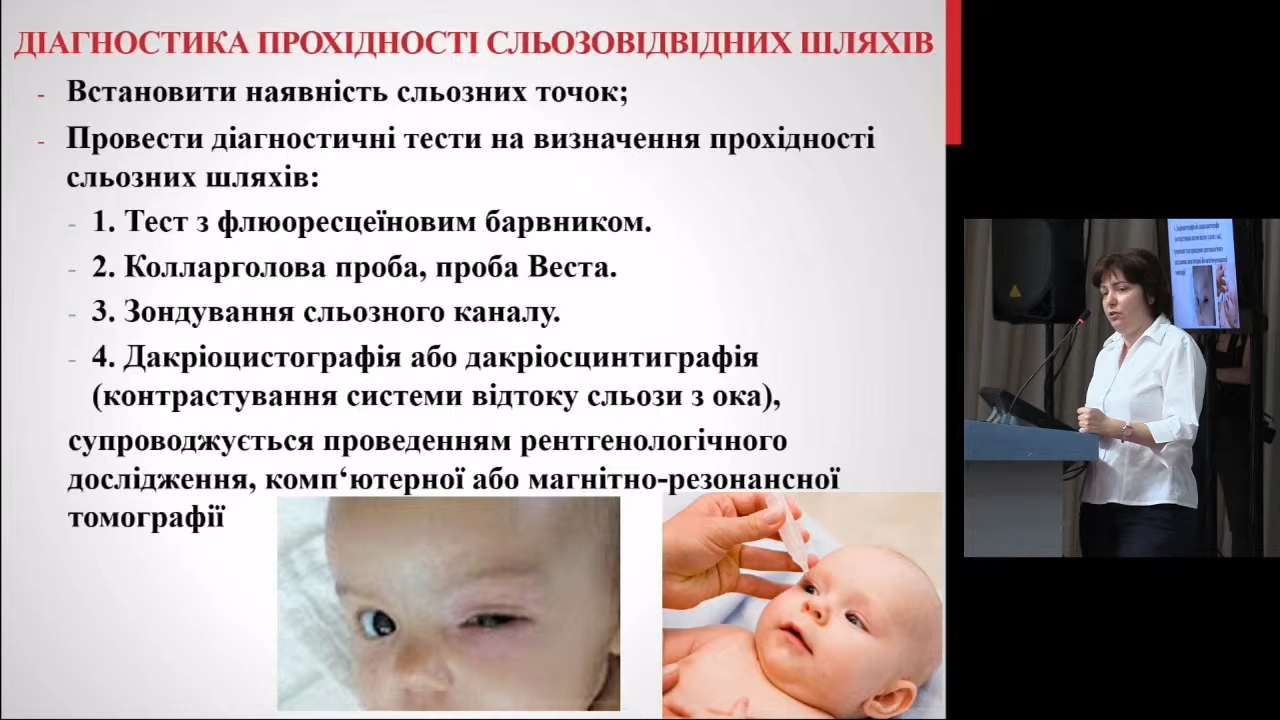 ДІАГНОСТИКА ПРОХІДНОСТІ СЛЬОЗОВІДВІДНИХ ШЛЯХІВ
- Встановити наявність сльозних точок;
- Провести діагностичні тести на визначення прохідності
сльозних шляхів:
- 1. Тест з флюоресцеїновим барвником.
- 2. Колларголова проба, проба Веста.
- 3. Зондування сльозного каналу.
- 4. Дакріоцистографія або дакріосцинтиграфія
(контрастування системи відтоку сльози з ока),
супроводжується проведенням рентгенологічного
дослідження, комп‘ютерної або магнітно-резонансної
томографії